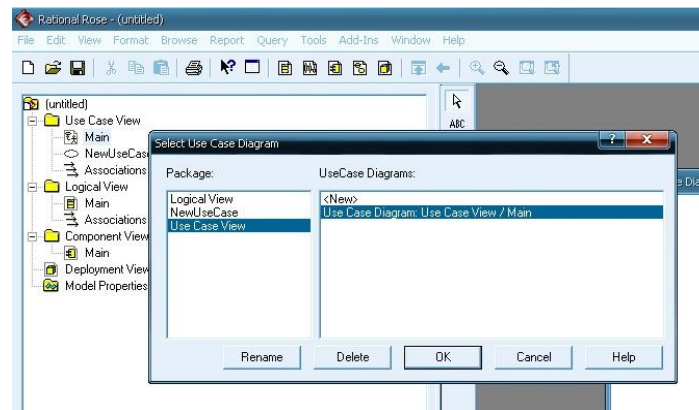 Rational Rose - (untitled)
File Edit View Format Browse Report Query Tools Add-Ins Window Help
(untitled)
Use Case View
Main
NewUseCas
Associations
Logical View
Main
Associations
Component View
Main
Deployment View
Model Properties
ABC
Select Use Case Diagram
Package:
Logical View
NewUseCase
Use Case View
UseCase Diagrams:
<New>
Use Case Diagram: Use Case View / Main
Rename Delete OK Cancel Help
e Dia